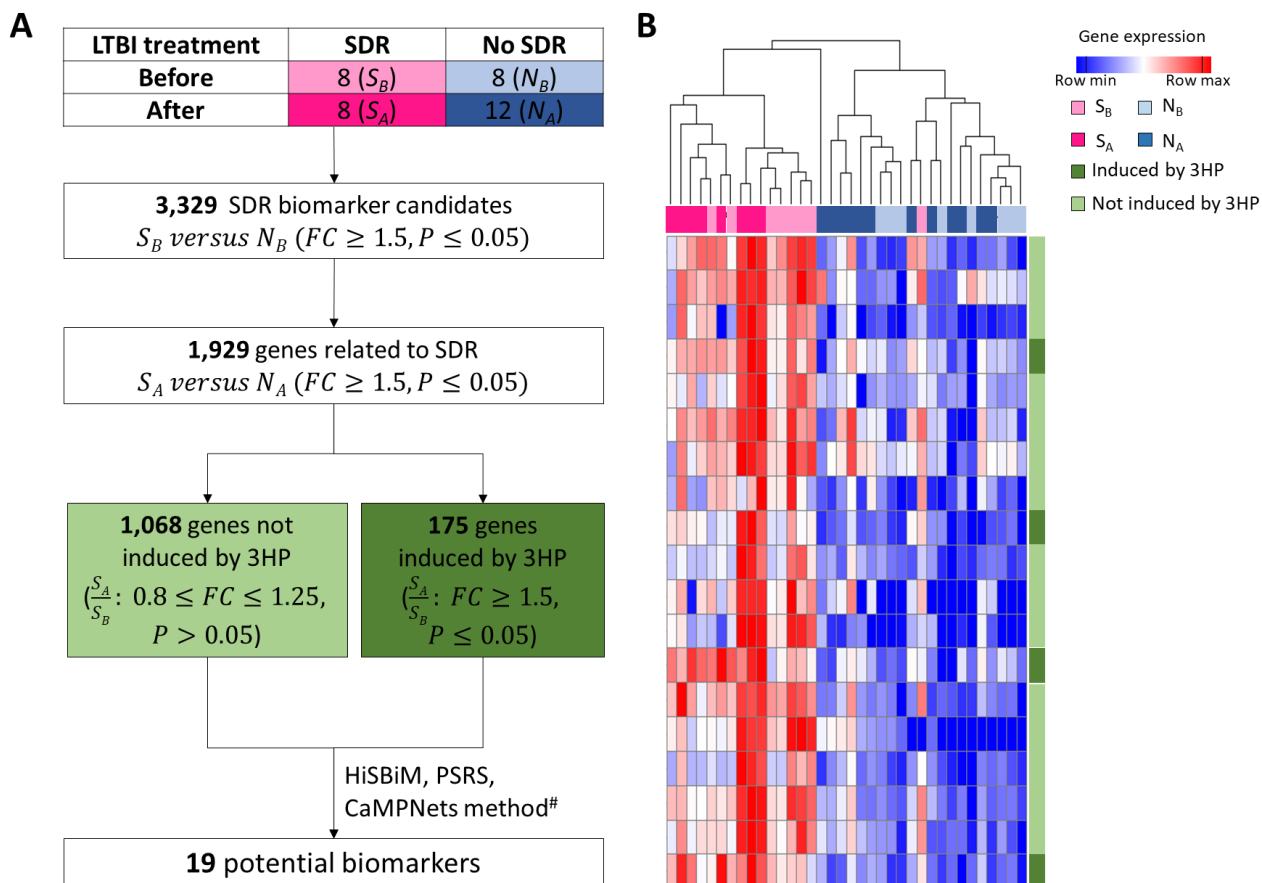 A
LTBI treatment SDR No SDR
Before 8 (S_B) 8 (N_B)
After 8 (S_A) 12 (N_A)
3,329 SDR biomarker candidates
S_B versus N_B (FC ≥ 1.5, P ≤ 0.05)
1,929 genes related to SDR
S_A versus N_A (FC ≥ 1.5, P ≤ 0.05)
1,068 genes not
induced by 3HP
(S_A/S_B: 0.8 ≤ FC ≤ 1.25,
P > 0.05)
175 genes
induced by 3HP
(S_A/S_B: FC ≥ 1.5,
P ≤ 0.05)
HiSBiM, PSRS,
CaMPNets method#
19 potential biomarkers
B
Gene expression
Row min Row max
S_B N_B
S_A N_A
Induced by 3HP
Not induced by 3HP